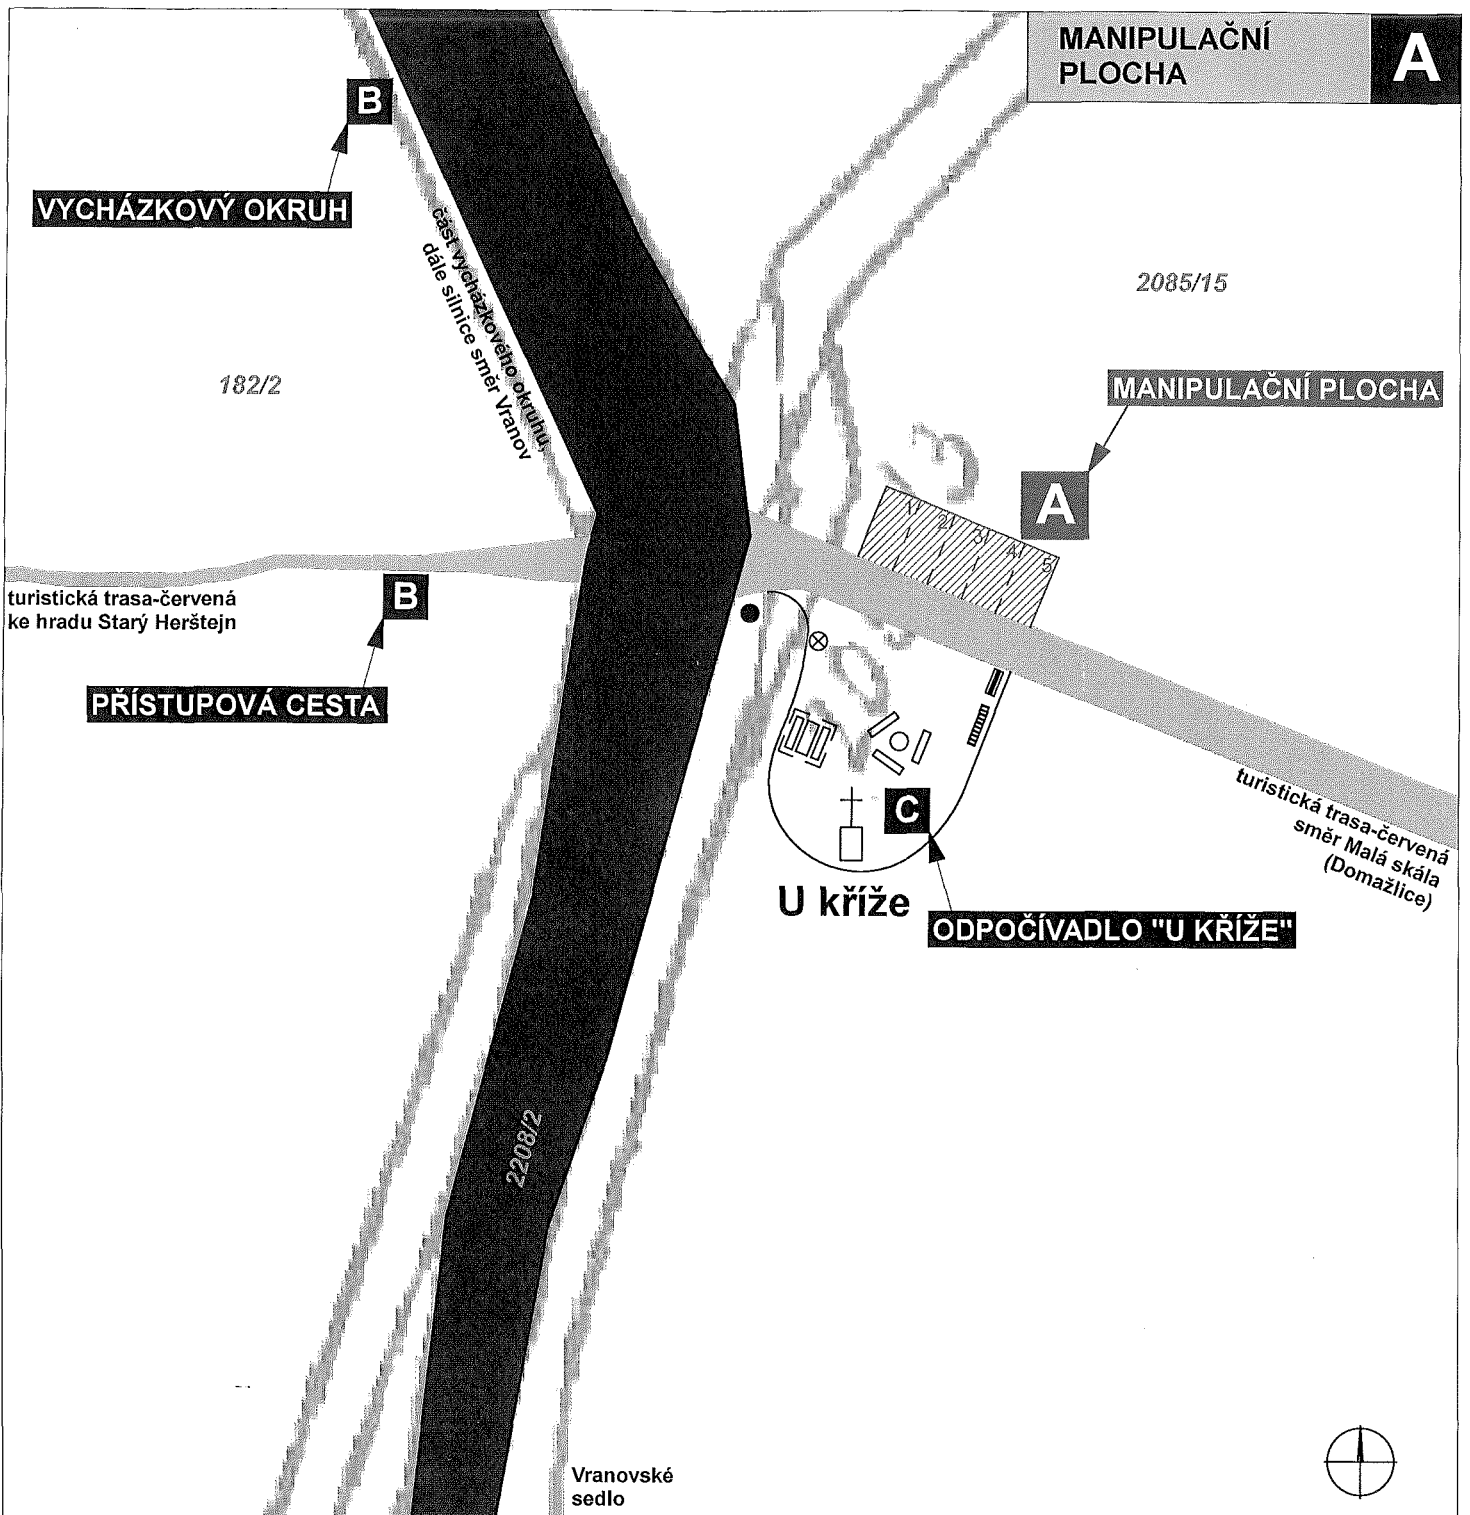 MANIPULAČNÍ
PLOCHA
A
B
VYCHÁZKOVÝ OKRUH
část vycházkového okruhu,
dále silnice směr Vranov
2085/15
182/2
MANIPULAČNÍ PLOCHA
A
1
2
3
4
5
turistická trasa-červená
ke hradu Starý Herštejn
B
PŘÍSTUPOVÁ CESTA
C
U kříže
ODPOČÍVADLO "U KŘÍŽE"
turistická trasa-červená
směr Malá skála
(Domažlice)
2208/2
Vranovské
sedlo